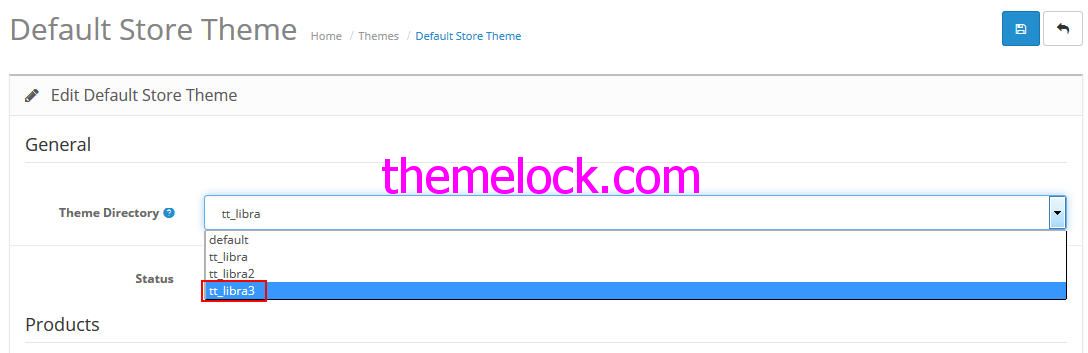 Default Store Theme Home / Themes / Default Store Theme
Edit Default Store Theme
General
themelock.com
Theme Directory ? tt_libra
default
tt_libra
Status tt_libra2
tt_libra3
Products